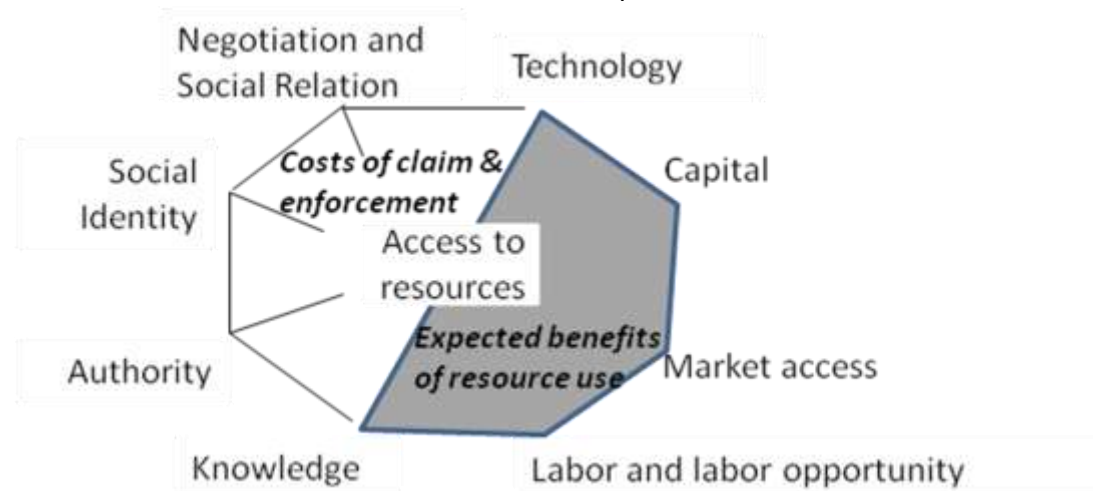 Negotiation and
Social Relation
Technology
Social
Identity
Costs of claim &
enforcement
Capital
Access to
resources
Expected benefits
of resource use
Authority
Market access
Knowledge
Labor and labor opportunity